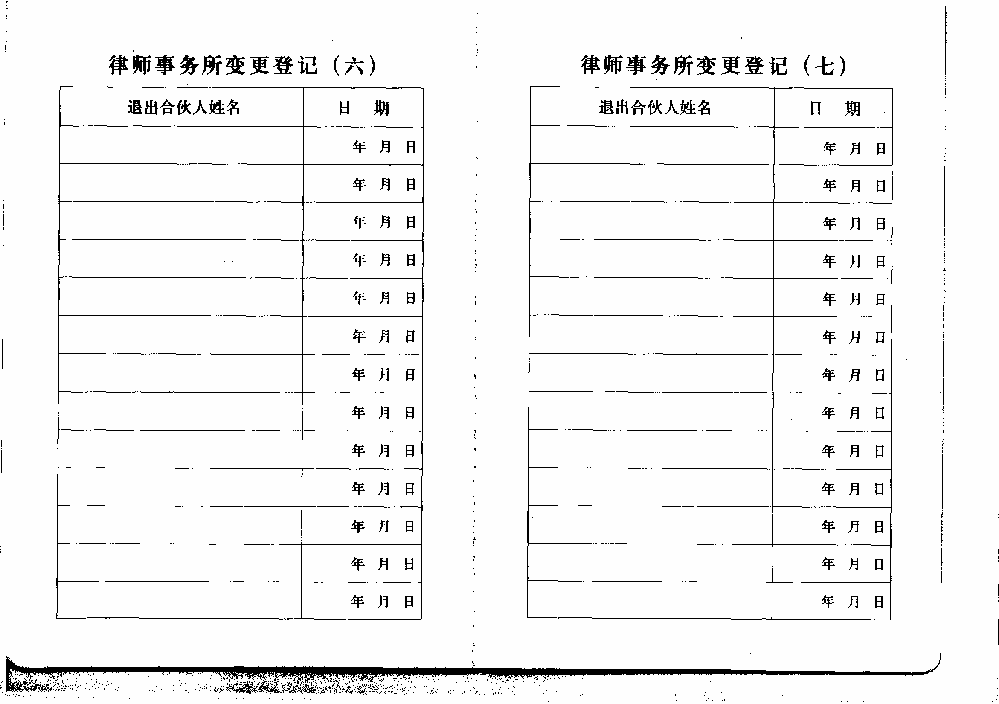 律师事务所变更登记（六）
退出合伙人姓名 日 期
年 月 日
年 月 日
年 月 日
年 月 日
年 月 日
年 月 日
年 月 日
年 月 日
年 月 日
年 月 日
年 月 日
年 月 日
年 月 日
律师事务所变更登记（七）
退出合伙人姓名 日 期
年 月 日
年 月 日
年 月 日
年 月 日
年 月 日
年 月 日
年 月 日
年 月 日
年 月 日
年 月 日
年 月 日
年 月 日
年 月 日